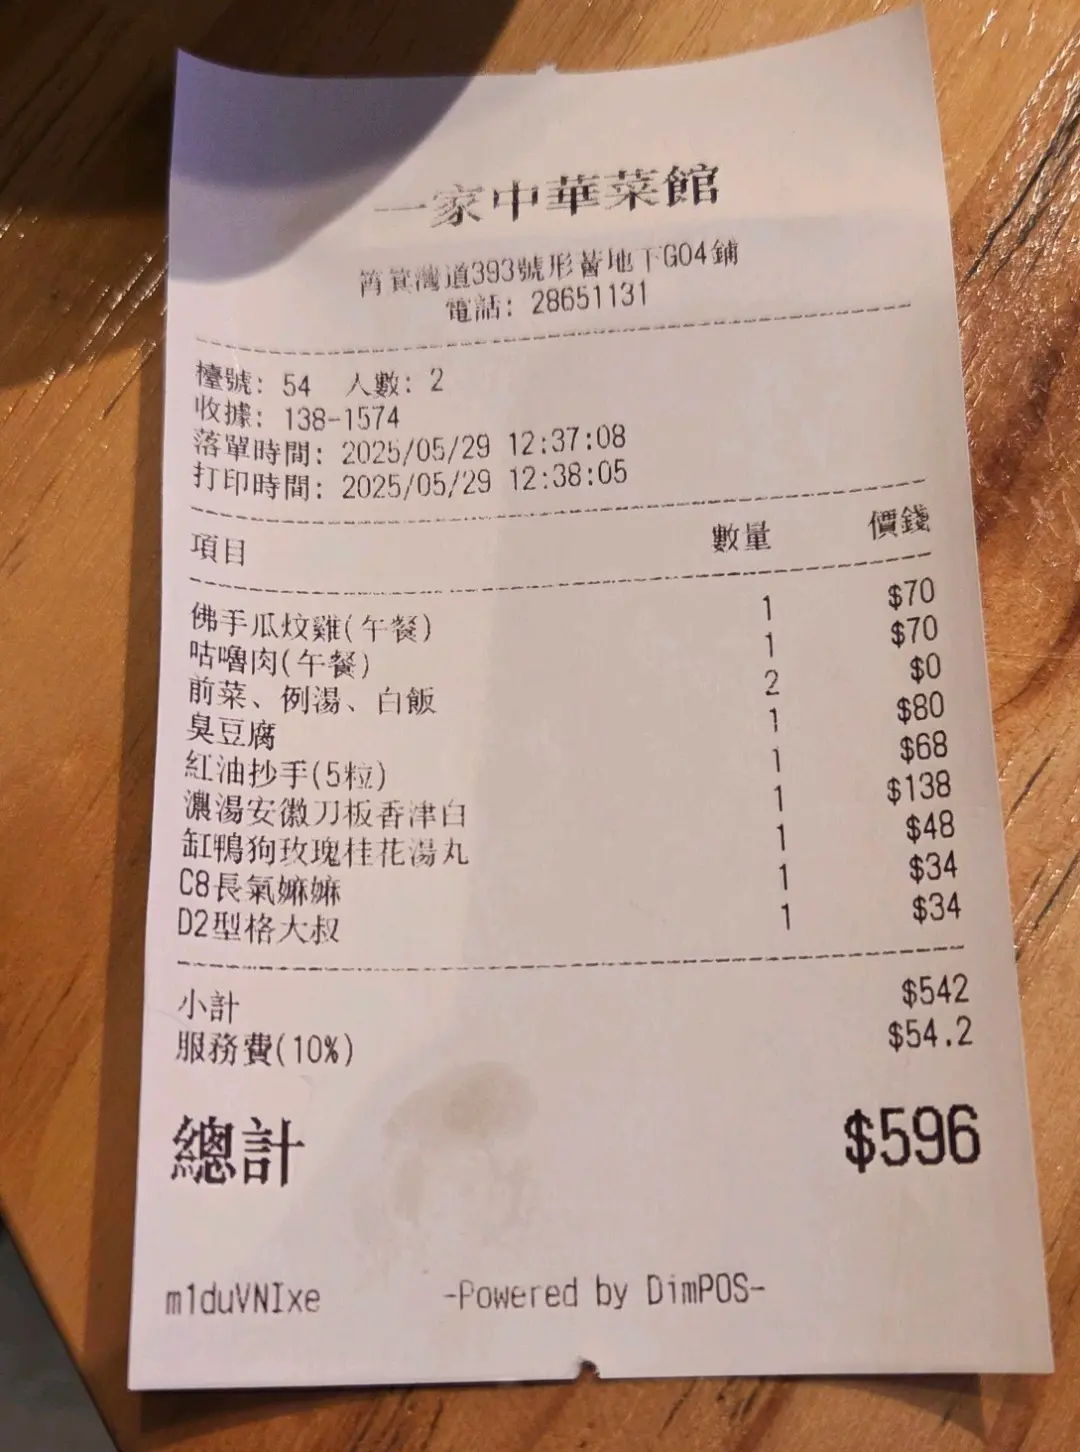 一家中華菜館
筲箕灣道393號形薈地下G04鋪
電話: 28651131
檯號: 54 人數: 2
收據: 138-1574
落單時間: 2025/05/29 12:37:08
打印時間: 2025/05/29 12:38:05
項目 數量 價錢
佛手瓜炆雞(午餐) 1 $70
咕嚕肉(午餐) 1 $70
前菜、例湯、白飯 2 $0
臭豆腐 1 $80
紅油抄手(5粒) 1 $68
濃湯安徽刀板香津白 1 $138
缸鴨狗玫瑰桂花湯丸 1 $48
C8長氣嫲嫲 1 $34
D2型格大叔 1 $34
小計 $542
服務費(10%) $54.2
總計 $596
m1duVNIxe -Powered by DimPOS-